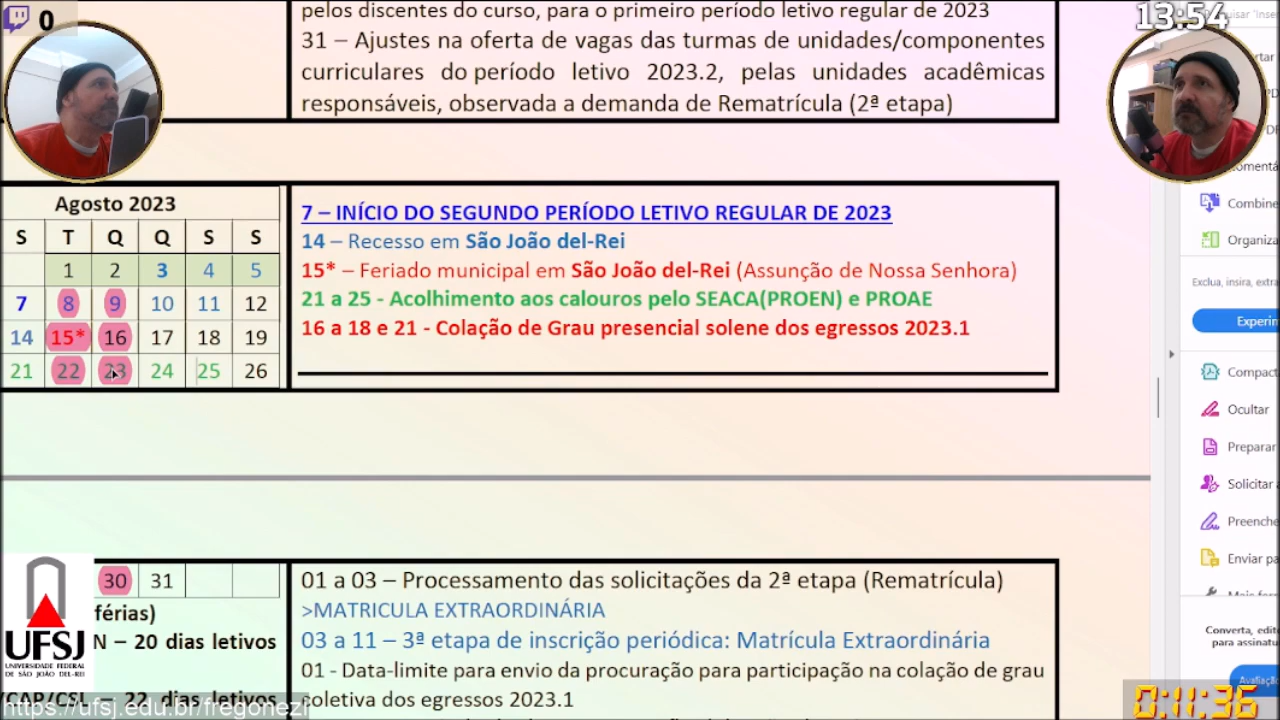 0
13:54
pelos discentes do curso, para o primeiro período letivo regular de 2023
31 – Ajustes na oferta de vagas das turmas de unidades/componentes
curriculares do período letivo 2023.2, pelas unidades acadêmicas
responsáveis, observada a demanda de Rematrícula (2ª etapa)
Agosto 2023
S T Q Q S S
1 2 3 4 5
7 8 9 10 11 12
14 15* 16 17 18 19
21 22 23 24 25 26
7 – INÍCIO DO SEGUNDO PERÍODO LETIVO REGULAR DE 2023
14 – Recesso em São João del-Rei
15* – Feriado municipal em São João del-Rei (Assunção de Nossa Senhora)
21 a 25 - Acolhimento aos calouros pelo SEACA(PROEN) e PROAE
16 a 18 e 21 - Colação de Grau presencial solene dos egressos 2023.1
30 31
férias)
N – 20 dias letivos
/CAP/CSL – 22 dias letivos
01 a 03 – Processamento das solicitações da 2ª etapa (Rematrícula)
>MATRICULA EXTRAORDINÁRIA
03 a 11 – 3ª etapa de inscrição periódica: Matrícula Extraordinária
01 - Data-limite para envio da procuração para participação na colação de grau
coletiva dos egressos 2023.1
UFSJ
UNIVERSIDADE FEDERAL
DE SÃO JOÃO DEL-REI
https://ufsj.edu.br/fregonezi
Combine
Organiza
Exclua, insira, extra
Experim
Compact
Ocultar
Preparar
Solicitar a
Preenche
Enviar pa
Mais ferr
Converta, edit
para assinatu
Avaliação
0:11:36